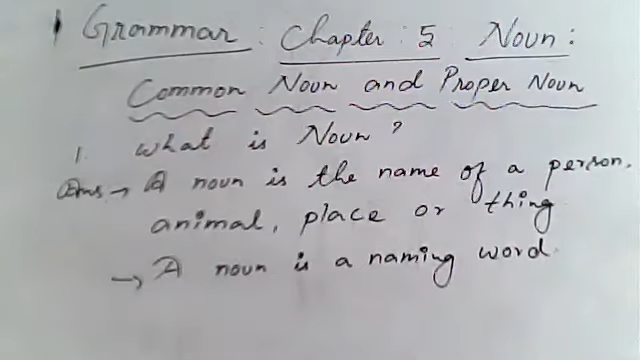 Grammar : Chapter : 5 : Noun :
Common Noun and Proper Noun
1. What is Noun ?
Ans → A noun is the name of a person,
animal, place or thing
→ A noun is a naming word.